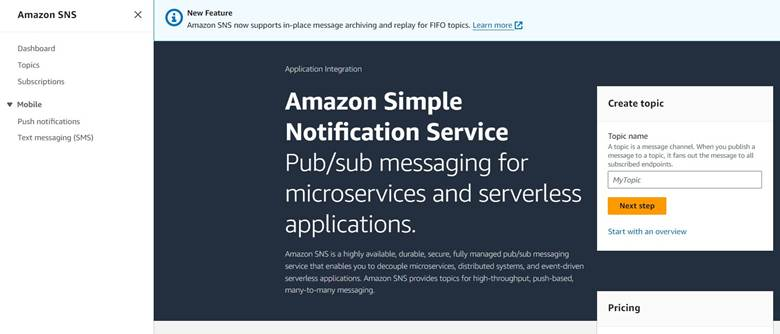 Amazon SNS
Dashboard
Topics
Subscriptions
Mobile
Push notifications
Text messaging (SMS)
New Feature
Amazon SNS now supports in-place message archiving and replay for FIFO topics. Learn more
Application Integration
Amazon Simple
Notification Service
Pub/sub messaging for
microservices and serverless
applications.
Amazon SNS is a highly available, durable, secure, fully managed pub/sub messaging
service that enables you to decouple microservices, distributed systems, and event-driven
serverless applications. Amazon SNS provides topics for high-throughput, push-based,
many-to-many messaging.
Create topic
Topic name
A topic is a message channel. When you publish a
message to a topic, it fans out the message to all
subscribed endpoints.
MyTopic
Next step
Start with an overview
Pricing